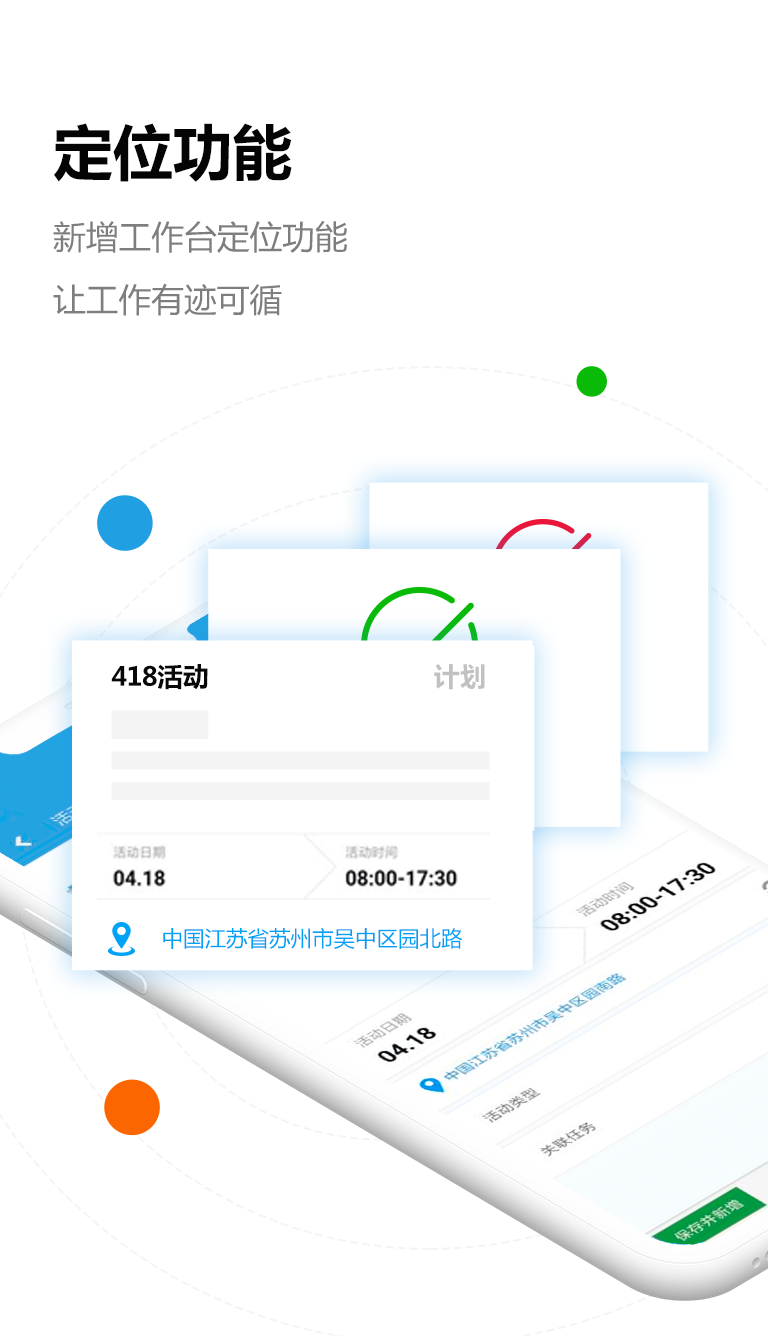 定位功能
新增工作台定位功能
让工作有迹可循
418活动
计划
活动日期
活动时间
04.18
08:00-17:30
中国江苏省苏州市吴中区园北路
活
活动时间
08:00-17:30
活动日期
04.18
中国江苏省苏州市吴中区园南路
活动类型
关联任务
保存并新增